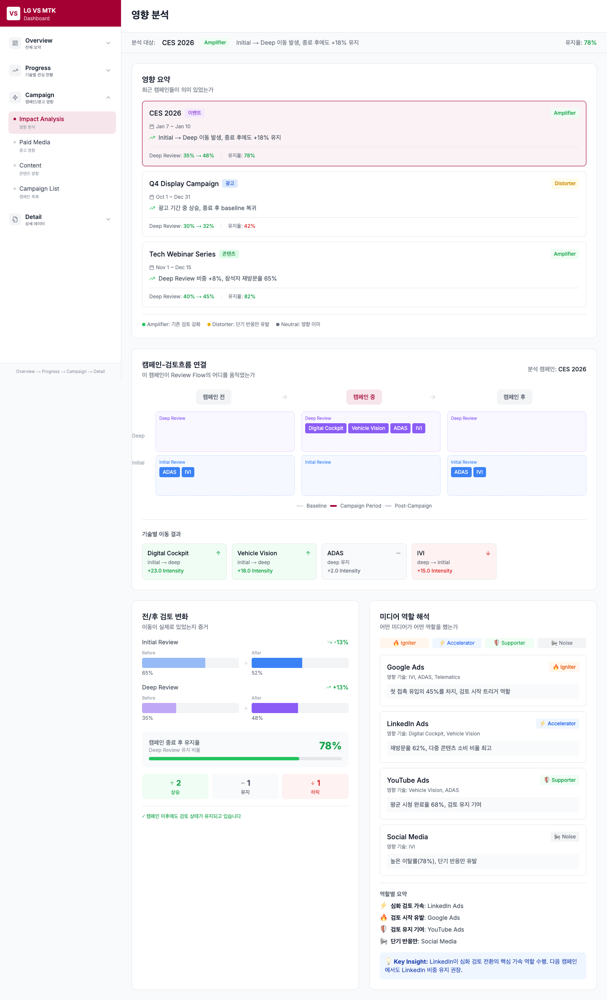 VS
LG VS MTK
Dashboard
Overview
전체 요약
Progress
기술별 관심 현황
Campaign
캠페인/광고 영향
Impact Analysis
영향 분석
Paid Media
광고 영향
Content
콘텐츠 영향
Campaign List
캠페인 목록
Detail
상세 데이터
Overview → Progress → Campaign → Detail
영향 분석
분석 대상: CES 2026 Amplifier Initial → Deep 이동 발생, 종료 후에도 +18% 유지 유지율: 78%
영향 요약
최근 캠페인들이 의미 있었는가
CES 2026 이벤트 Amplifier
Jan 7 ~ Jan 10
Initial → Deep 이동 발생, 종료 후에도 +18% 유지
Deep Review: 35% → 48% 유지율: 78%
Q4 Display Campaign 광고 Distorter
Oct 1 ~ Dec 31
광고 기간 중 상승, 종료 후 baseline 복귀
Deep Review: 30% → 32% 유지율: 42%
Tech Webinar Series 콘텐츠 Amplifier
Nov 1 ~ Dec 15
Deep Review 비중 +8%, 참석자 재방문율 65%
Deep Review: 40% → 45% 유지율: 82%
Amplifier: 기존 검토 강화 Distorter: 단기 반응만 유발 Neutral: 영향 미미
캠페인-검토흐름 연결
이 캠페인이 Review Flow의 어디를 움직였는가
분석 캠페인: CES 2026
캠페인 전 → 캠페인 중 → 캠페인 후
Deep
Deep Review
Deep Review
Digital Cockpit Vehicle Vision ADAS IVI
Deep Review
Initial
Initial Review
ADAS IVI
Initial Review
Initial Review
ADAS IVI
Baseline Campaign Period Post-Campaign
기술별 이동 결과
Digital Cockpit ↑
initial → deep
+23.0 Intensity
Vehicle Vision ↑
initial → deep
+18.0 Intensity
ADAS —
deep 유지
+2.0 Intensity
IVI ↓
deep → initial
+15.0 Intensity
전/후 검토 변화
이동이 실제로 있었는지 증거
Initial Review -13%
Before → After
65% 52%
Deep Review +13%
Before → After
35% 48%
캠페인 종료 후 유지율
Deep Review 유지 비율
78%
↑ 2
상승
— 1
유지
↓ 1
하락
✓ 캠페인 이후에도 검토 상태가 유지되고 있습니다
미디어 역할 해석
어떤 미디어가 어떤 역할을 했는가
🔥 Igniter ⚡ Accelerator 🛡️ Supporter 📢 Noise
Google Ads 🔥 Igniter
영향 기술: IVI, ADAS, Telematics
첫 접촉 유입의 45%를 차지, 검토 시작 트리거 역할
LinkedIn Ads ⚡ Accelerator
영향 기술: Digital Cockpit, Vehicle Vision
재방문율 62%, 다중 콘텐츠 소비 비율 최고
YouTube Ads 🛡️ Supporter
영향 기술: Vehicle Vision, ADAS
평균 시청 완료율 68%, 검토 유지 기여
Social Media 📢 Noise
영향 기술: IVI
높은 이탈률(78%), 단기 반응만 유발
역할별 요약
⚡ 심화 검토 가속: LinkedIn Ads
🔥 검토 시작 유발: Google Ads
🛡️ 검토 유지 기여: YouTube Ads
📢 단기 반응만: Social Media
💡 Key Insight: LinkedIn이 심화 검토 전환의 핵심 가속 역할 수행. 다음 캠페인
에서도 LinkedIn 비중 유지 권장.